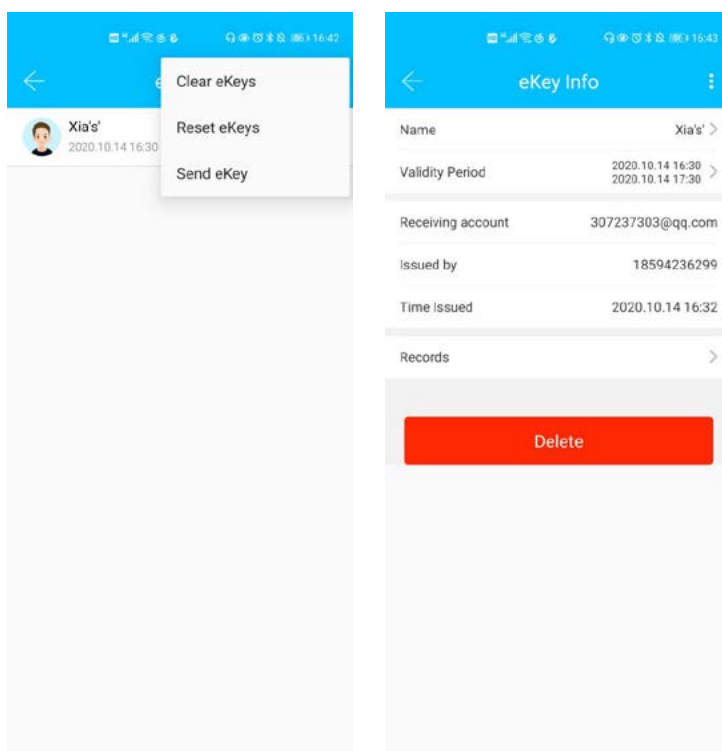 16:42
Clear eKeys
Xia's'
2020.10.14 16:30
Reset eKeys
Send eKey
16:43
eKey Info
Name
Xia's'
Validity Period
2020.10.14 16:30
2020.10.14 17:30
Receiving account
307237303@qq.com
Issued by
18594236299
Time Issued
2020.10.14 16:32
Records
Delete